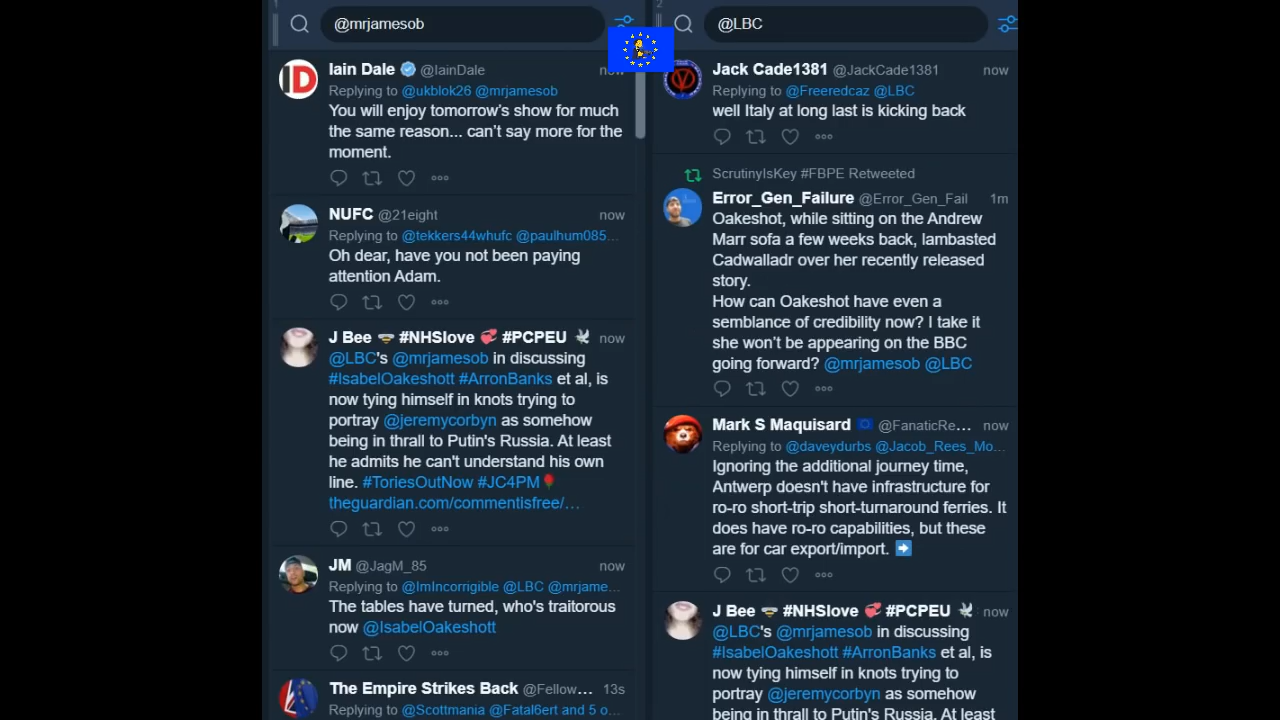 1
@mrjamesob
Iain Dale @IainDale now
Replying to @ukblok26 @mrjamesob
You will enjoy tomorrow's show for much
the same reason... can't say more for the
moment.
NUFC @21eight now
Replying to @tekkers44whufc @paulhum085...
Oh dear, have you not been paying
attention Adam.
J Bee 🐝 #NHSlove 💞 #PCPEU 🕊 now
@LBC's @mrjamesob in discussing
#IsabelOakeshott #ArronBanks et al, is
now tying himself in knots trying to
portray @jeremycorbyn as somehow
being in thrall to Putin's Russia. At least
he admits he can't understand his own
line. #ToriesOutNow #JC4PM🌹
theguardian.com/commentisfree/…
JM @JagM_85 now
Replying to @ImIncorrigible @LBC @mrjame...
The tables have turned, who's traitorous
now @IsabelOakeshott
The Empire Strikes Back @Fellow... 13s
Replying to @Scottmania @Fatal6ert and 5 o...
2
@LBC
Jack Cade1381 @JackCade1381 now
Replying to @Freeredcaz @LBC
well Italy at long last is kicking back
ScrutinyIsKey #FBPE Retweeted
Error_Gen_Failure @Error_Gen_Fail 1m
Oakeshot, while sitting on the Andrew
Marr sofa a few weeks back, lambasted
Cadwalladr over her recently released
story.
How can Oakeshot have even a
semblance of credibility now? I take it
she won't be appearing on the BBC
going forward? @mrjamesob @LBC
Mark S Maquisard 🇪🇺 @FanaticRe... now
Replying to @daveydurbs @Jacob_Rees_Mo...
Ignoring the additional journey time,
Antwerp doesn't have infrastructure for
ro-ro short-trip short-turnaround ferries. It
does have ro-ro capabilities, but these
are for car export/import. ➡
J Bee 🐝 #NHSlove 💞 #PCPEU 🕊 now
@LBC's @mrjamesob in discussing
#IsabelOakeshott #ArronBanks et al, is
now tying himself in knots trying to
portray @jeremycorbyn as somehow
being in thrall to Putin's Russia. At least